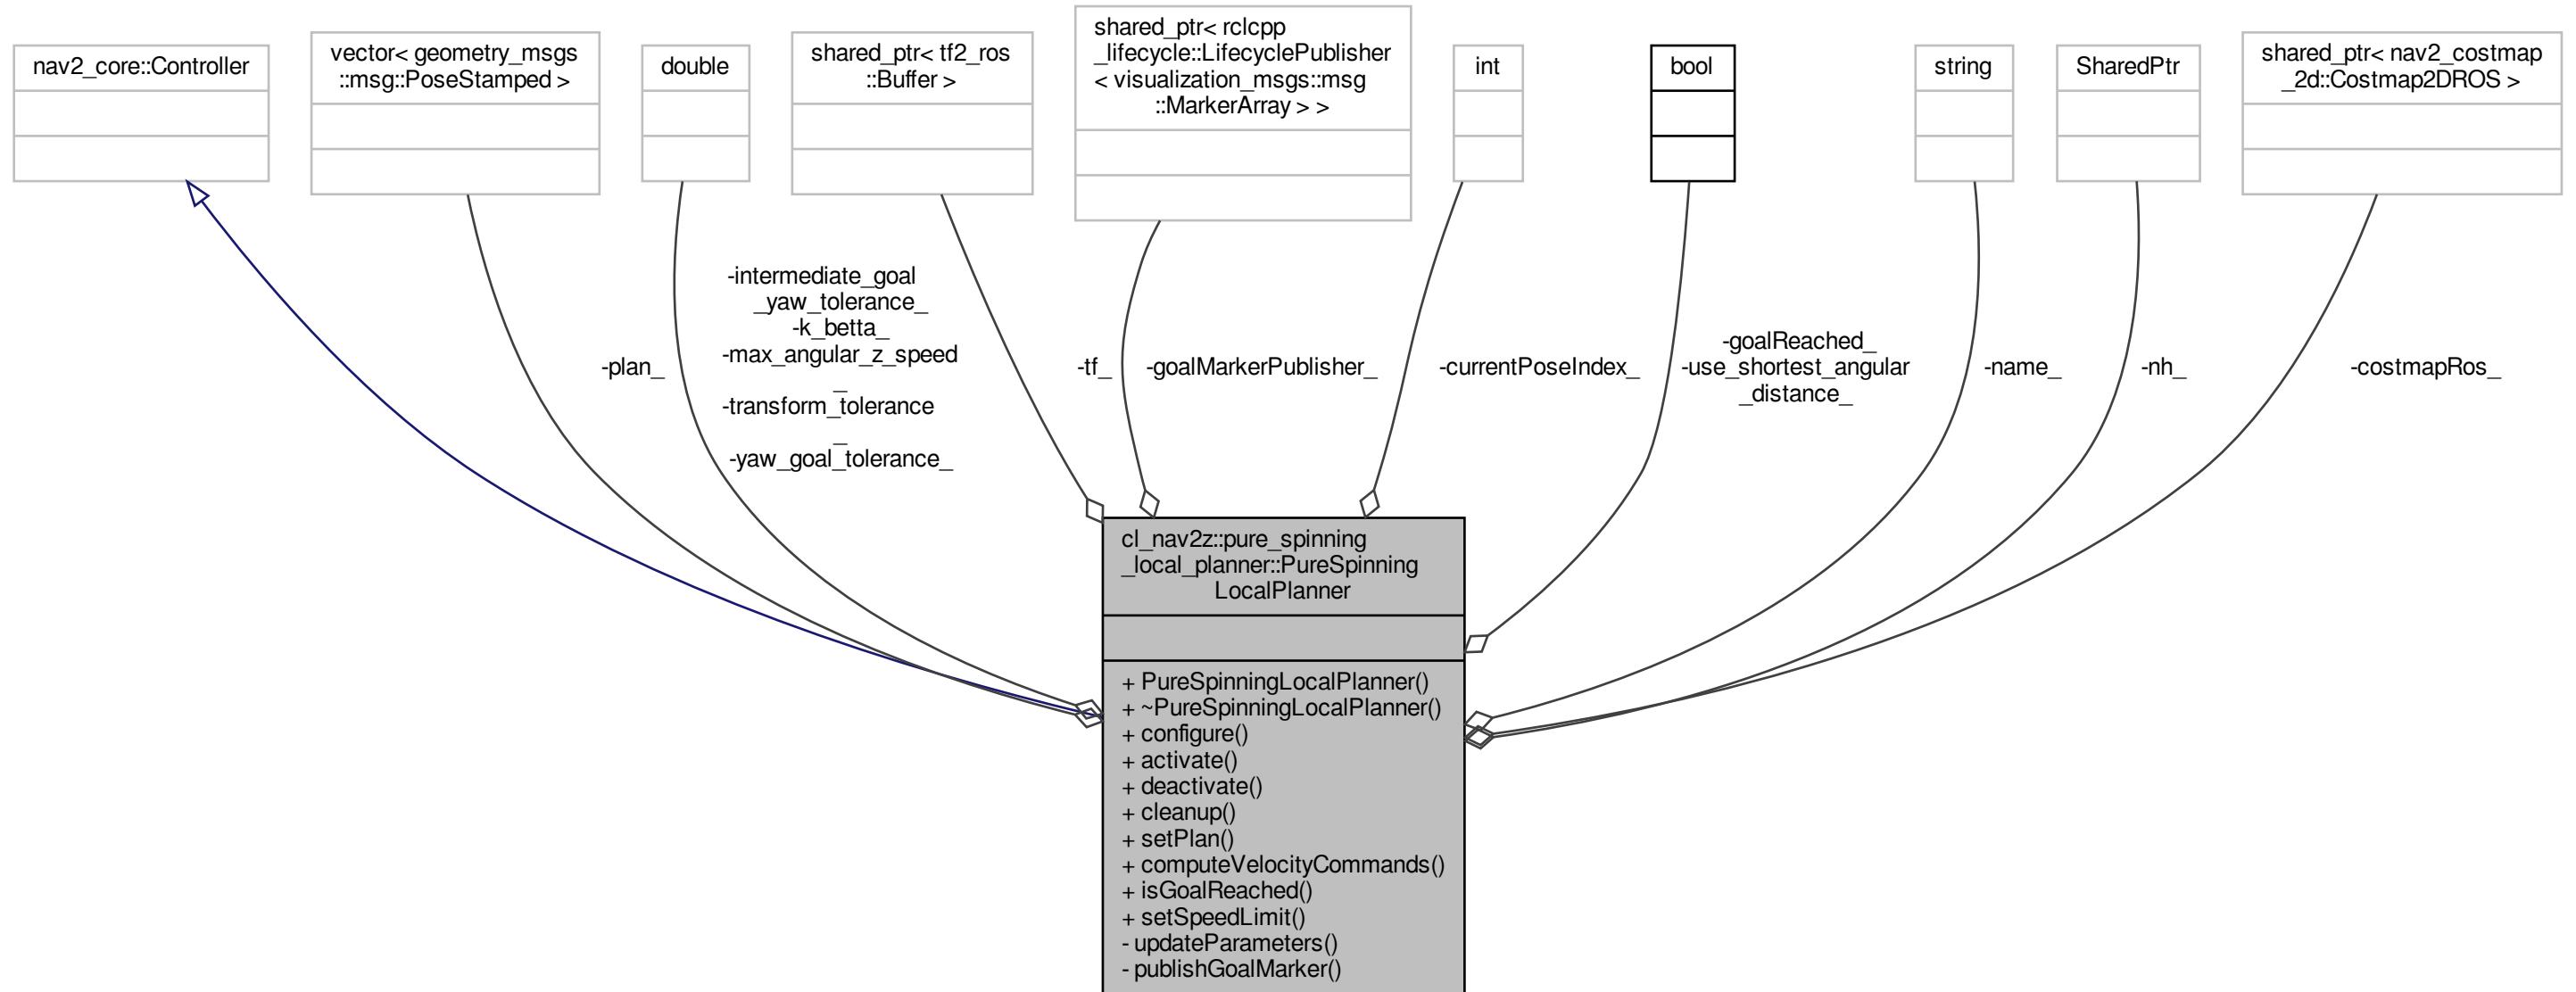 nav2_core::Controller
vector< geometry_msgs
::msg::PoseStamped >
double
shared_ptr< tf2_ros
::Buffer >
shared_ptr< rclcpp
_lifecycle::LifecyclePublisher
< visualization_msgs::msg
::MarkerArray > >
int
bool
string
SharedPtr
shared_ptr< nav2_costmap
_2d::Costmap2DROS >
-plan_
-intermediate_goal
_yaw_tolerance_
-k_betta_
-max_angular_z_speed
_
-transform_tolerance
_
-yaw_goal_tolerance_
-tf_
-goalMarkerPublisher_
-currentPoseIndex_
-goalReached_
-use_shortest_angular
_distance_
-name_
-nh_
-costmapRos_
cl_nav2z::pure_spinning
_local_planner::PureSpinning
LocalPlanner
+ PureSpinningLocalPlanner()
+ ~PureSpinningLocalPlanner()
+ configure()
+ activate()
+ deactivate()
+ cleanup()
+ setPlan()
+ computeVelocityCommands()
+ isGoalReached()
+ setSpeedLimit()
- updateParameters()
- publishGoalMarker()